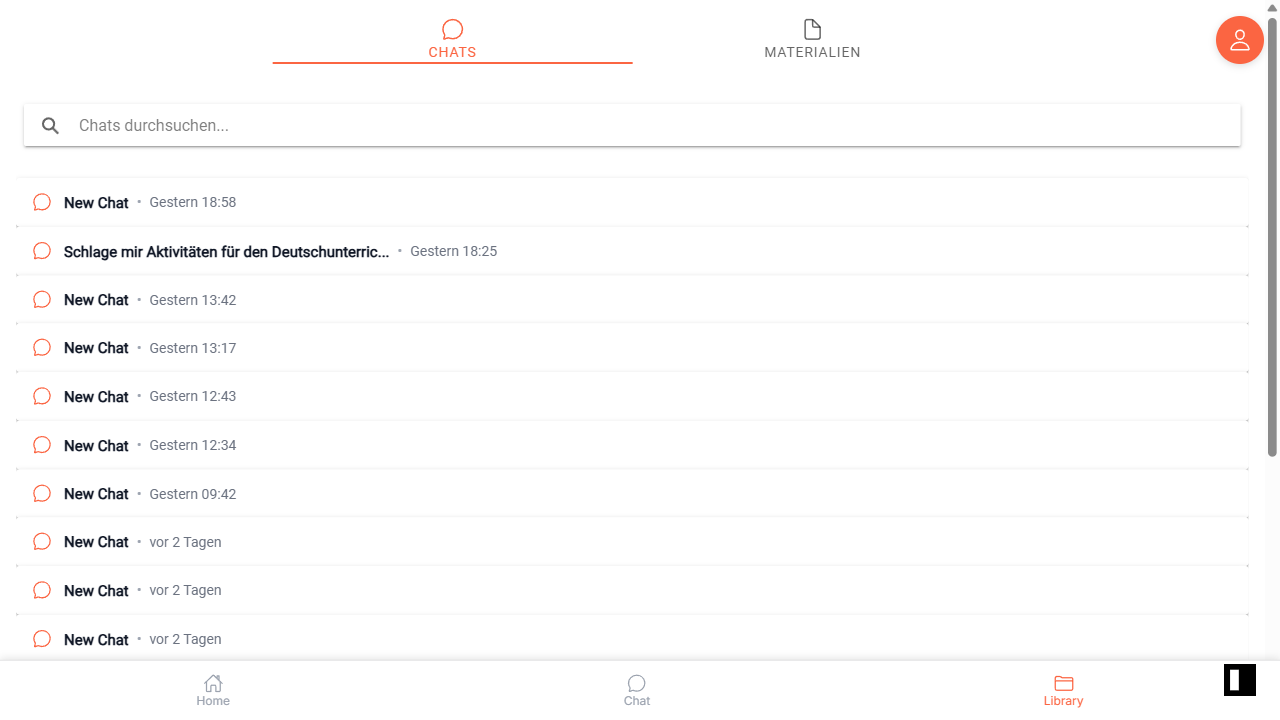 CHATS
MATERIALIEN
Chats durchsuchen...
New Chat • Gestern 18:58
Schlage mir Aktivitäten für den Deutschunterric... • Gestern 18:25
New Chat • Gestern 13:42
New Chat • Gestern 13:17
New Chat • Gestern 12:43
New Chat • Gestern 12:34
New Chat • Gestern 09:42
New Chat • vor 2 Tagen
New Chat • vor 2 Tagen
New Chat • vor 2 Tagen
Home
Chat
Library